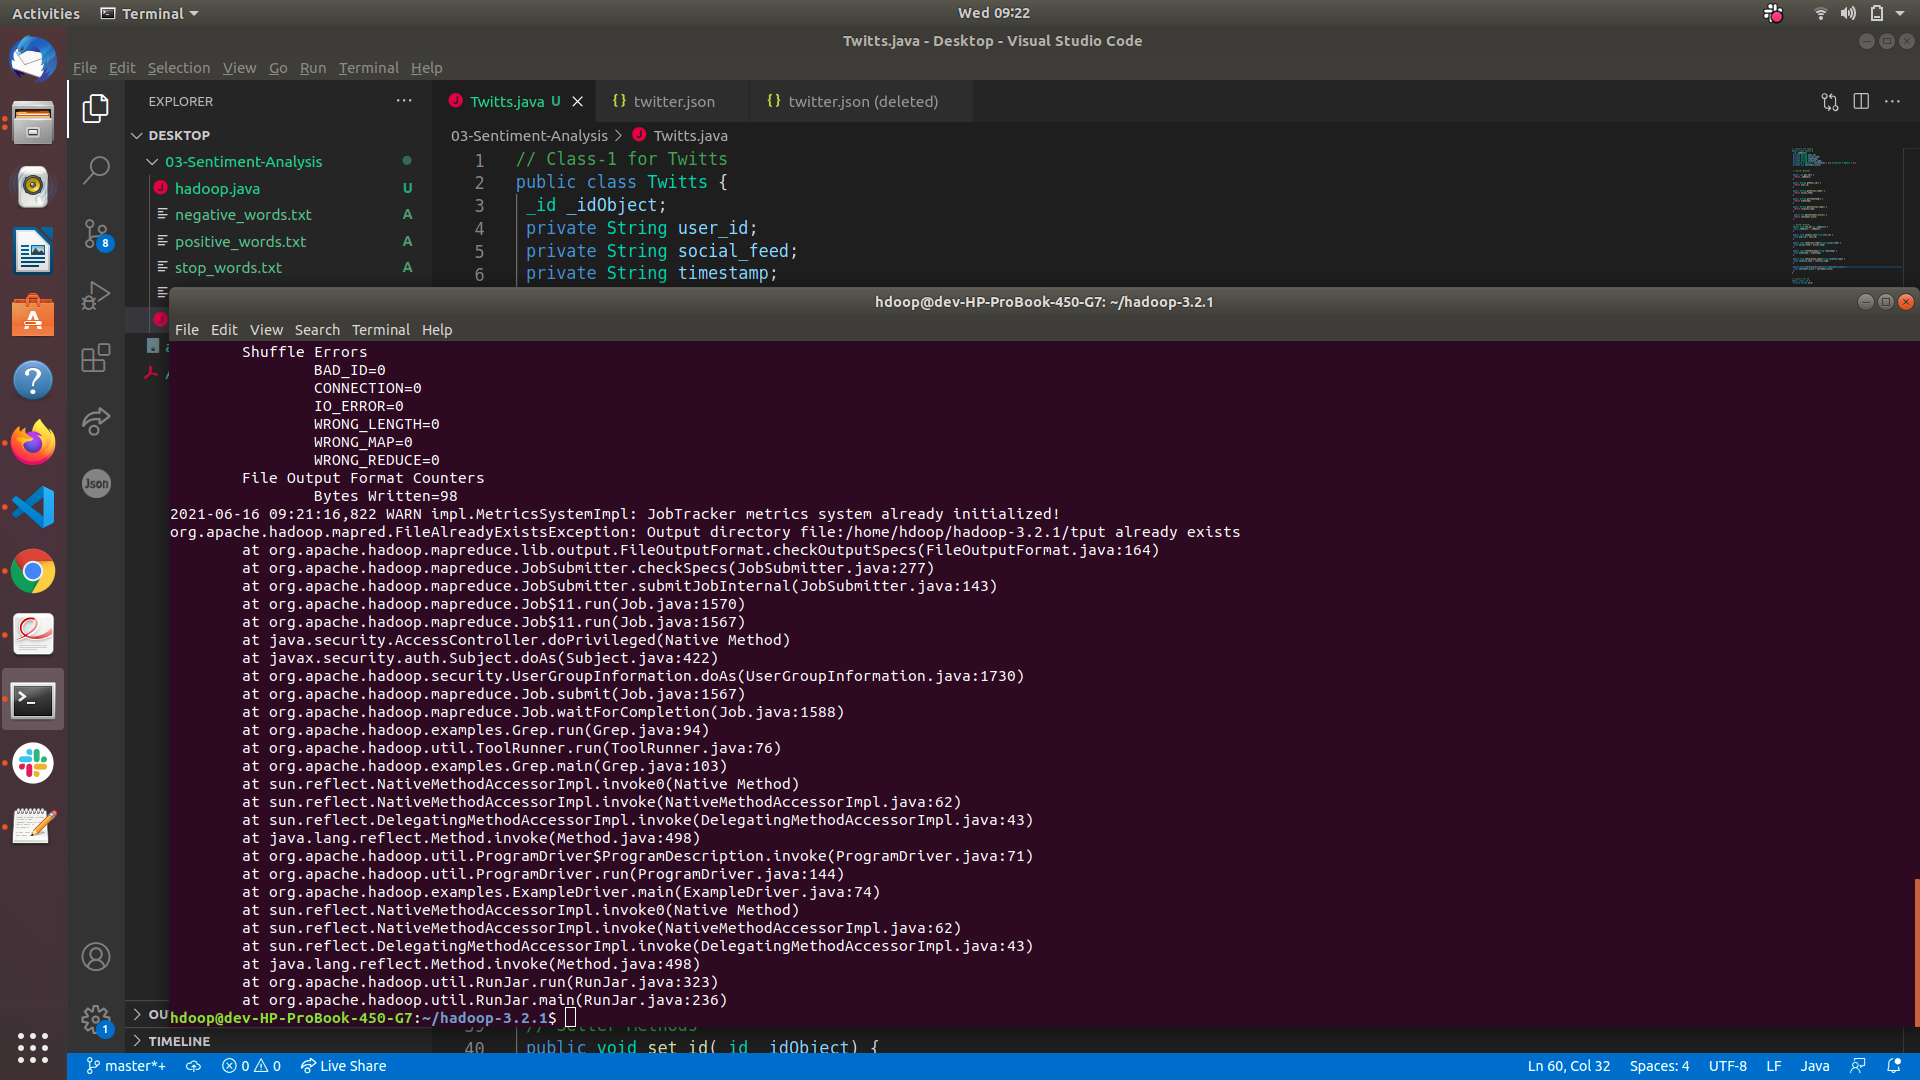 Activities
Terminal
Wed 09:22
Twitts.java - Desktop - Visual Studio Code
File Edit Selection View Go Run Terminal Help
EXPLORER
Twitts.java U
{} twitter.json
{} twitter.json (deleted)
DESKTOP
03-Sentiment-Analysis
hadoop.java U
negative_words.txt A
positive_words.txt A
stop_words.txt A
8
Json
1
03-Sentiment-Analysis > Twitts.java
1 // Class-1 for Twitts
2 public class Twitts {
3 _id _idObject;
4 private String user_id;
5 private String social_feed;
6 private String timestamp;
hdoop@dev-HP-ProBook-450-G7: ~/hadoop-3.2.1
File Edit View Search Terminal Help
Shuffle Errors
BAD_ID=0
CONNECTION=0
IO_ERROR=0
WRONG_LENGTH=0
WRONG_MAP=0
WRONG_REDUCE=0
File Output Format Counters
Bytes Written=98
2021-06-16 09:21:16,822 WARN impl.MetricsSystemImpl: JobTracker metrics system already initialized!
org.apache.hadoop.mapred.FileAlreadyExistsException: Output directory file:/home/hdoop/hadoop-3.2.1/tput already exists
at org.apache.hadoop.mapreduce.lib.output.FileOutputFormat.checkOutputSpecs(FileOutputFormat.java:164)
at org.apache.hadoop.mapreduce.JobSubmitter.checkSpecs(JobSubmitter.java:277)
at org.apache.hadoop.mapreduce.JobSubmitter.submitJobInternal(JobSubmitter.java:143)
at org.apache.hadoop.mapreduce.Job$11.run(Job.java:1570)
at org.apache.hadoop.mapreduce.Job$11.run(Job.java:1567)
at java.security.AccessController.doPrivileged(Native Method)
at javax.security.auth.Subject.doAs(Subject.java:422)
at org.apache.hadoop.security.UserGroupInformation.doAs(UserGroupInformation.java:1730)
at org.apache.hadoop.mapreduce.Job.submit(Job.java:1567)
at org.apache.hadoop.mapreduce.Job.waitForCompletion(Job.java:1588)
at org.apache.hadoop.examples.Grep.run(Grep.java:94)
at org.apache.hadoop.util.ToolRunner.run(ToolRunner.java:76)
at org.apache.hadoop.examples.Grep.main(Grep.java:103)
at sun.reflect.NativeMethodAccessorImpl.invoke0(Native Method)
at sun.reflect.NativeMethodAccessorImpl.invoke(NativeMethodAccessorImpl.java:62)
at sun.reflect.DelegatingMethodAccessorImpl.invoke(DelegatingMethodAccessorImpl.java:43)
at java.lang.reflect.Method.invoke(Method.java:498)
at org.apache.hadoop.util.ProgramDriver$ProgramDescription.invoke(ProgramDriver.java:71)
at org.apache.hadoop.util.ProgramDriver.run(ProgramDriver.java:144)
at org.apache.hadoop.examples.ExampleDriver.main(ExampleDriver.java:74)
at sun.reflect.NativeMethodAccessorImpl.invoke0(Native Method)
at sun.reflect.NativeMethodAccessorImpl.invoke(NativeMethodAccessorImpl.java:62)
at sun.reflect.DelegatingMethodAccessorImpl.invoke(DelegatingMethodAccessorImpl.java:43)
at java.lang.reflect.Method.invoke(Method.java:498)
at org.apache.hadoop.util.RunJar.run(RunJar.java:323)
at org.apache.hadoop.util.RunJar.main(RunJar.java:236)
hdoop@dev-HP-ProBook-450-G7:~/hadoop-3.2.1$
OU
TIMELINE
39 // Setter Methods
40 public void set_id(_id _idObject) {
master*+
0 0
Live Share
Ln 60, Col 32
Spaces: 4
UTF-8
LF
Java